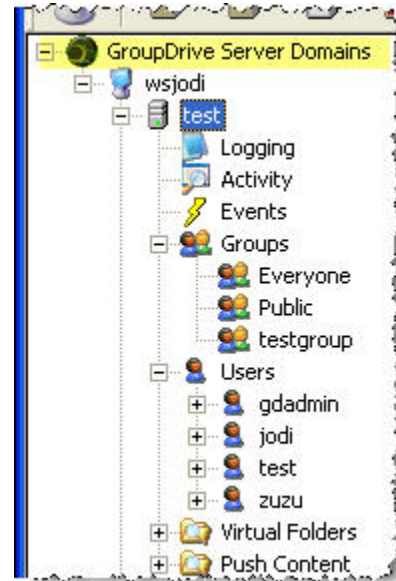 GroupDrive Server Domains
wsjodi
test
Logging
Activity
Events
Groups
Everyone
Public
testgroup
Users
gdadmin
jodi
test
zuzu
Virtual Folders
Push Content